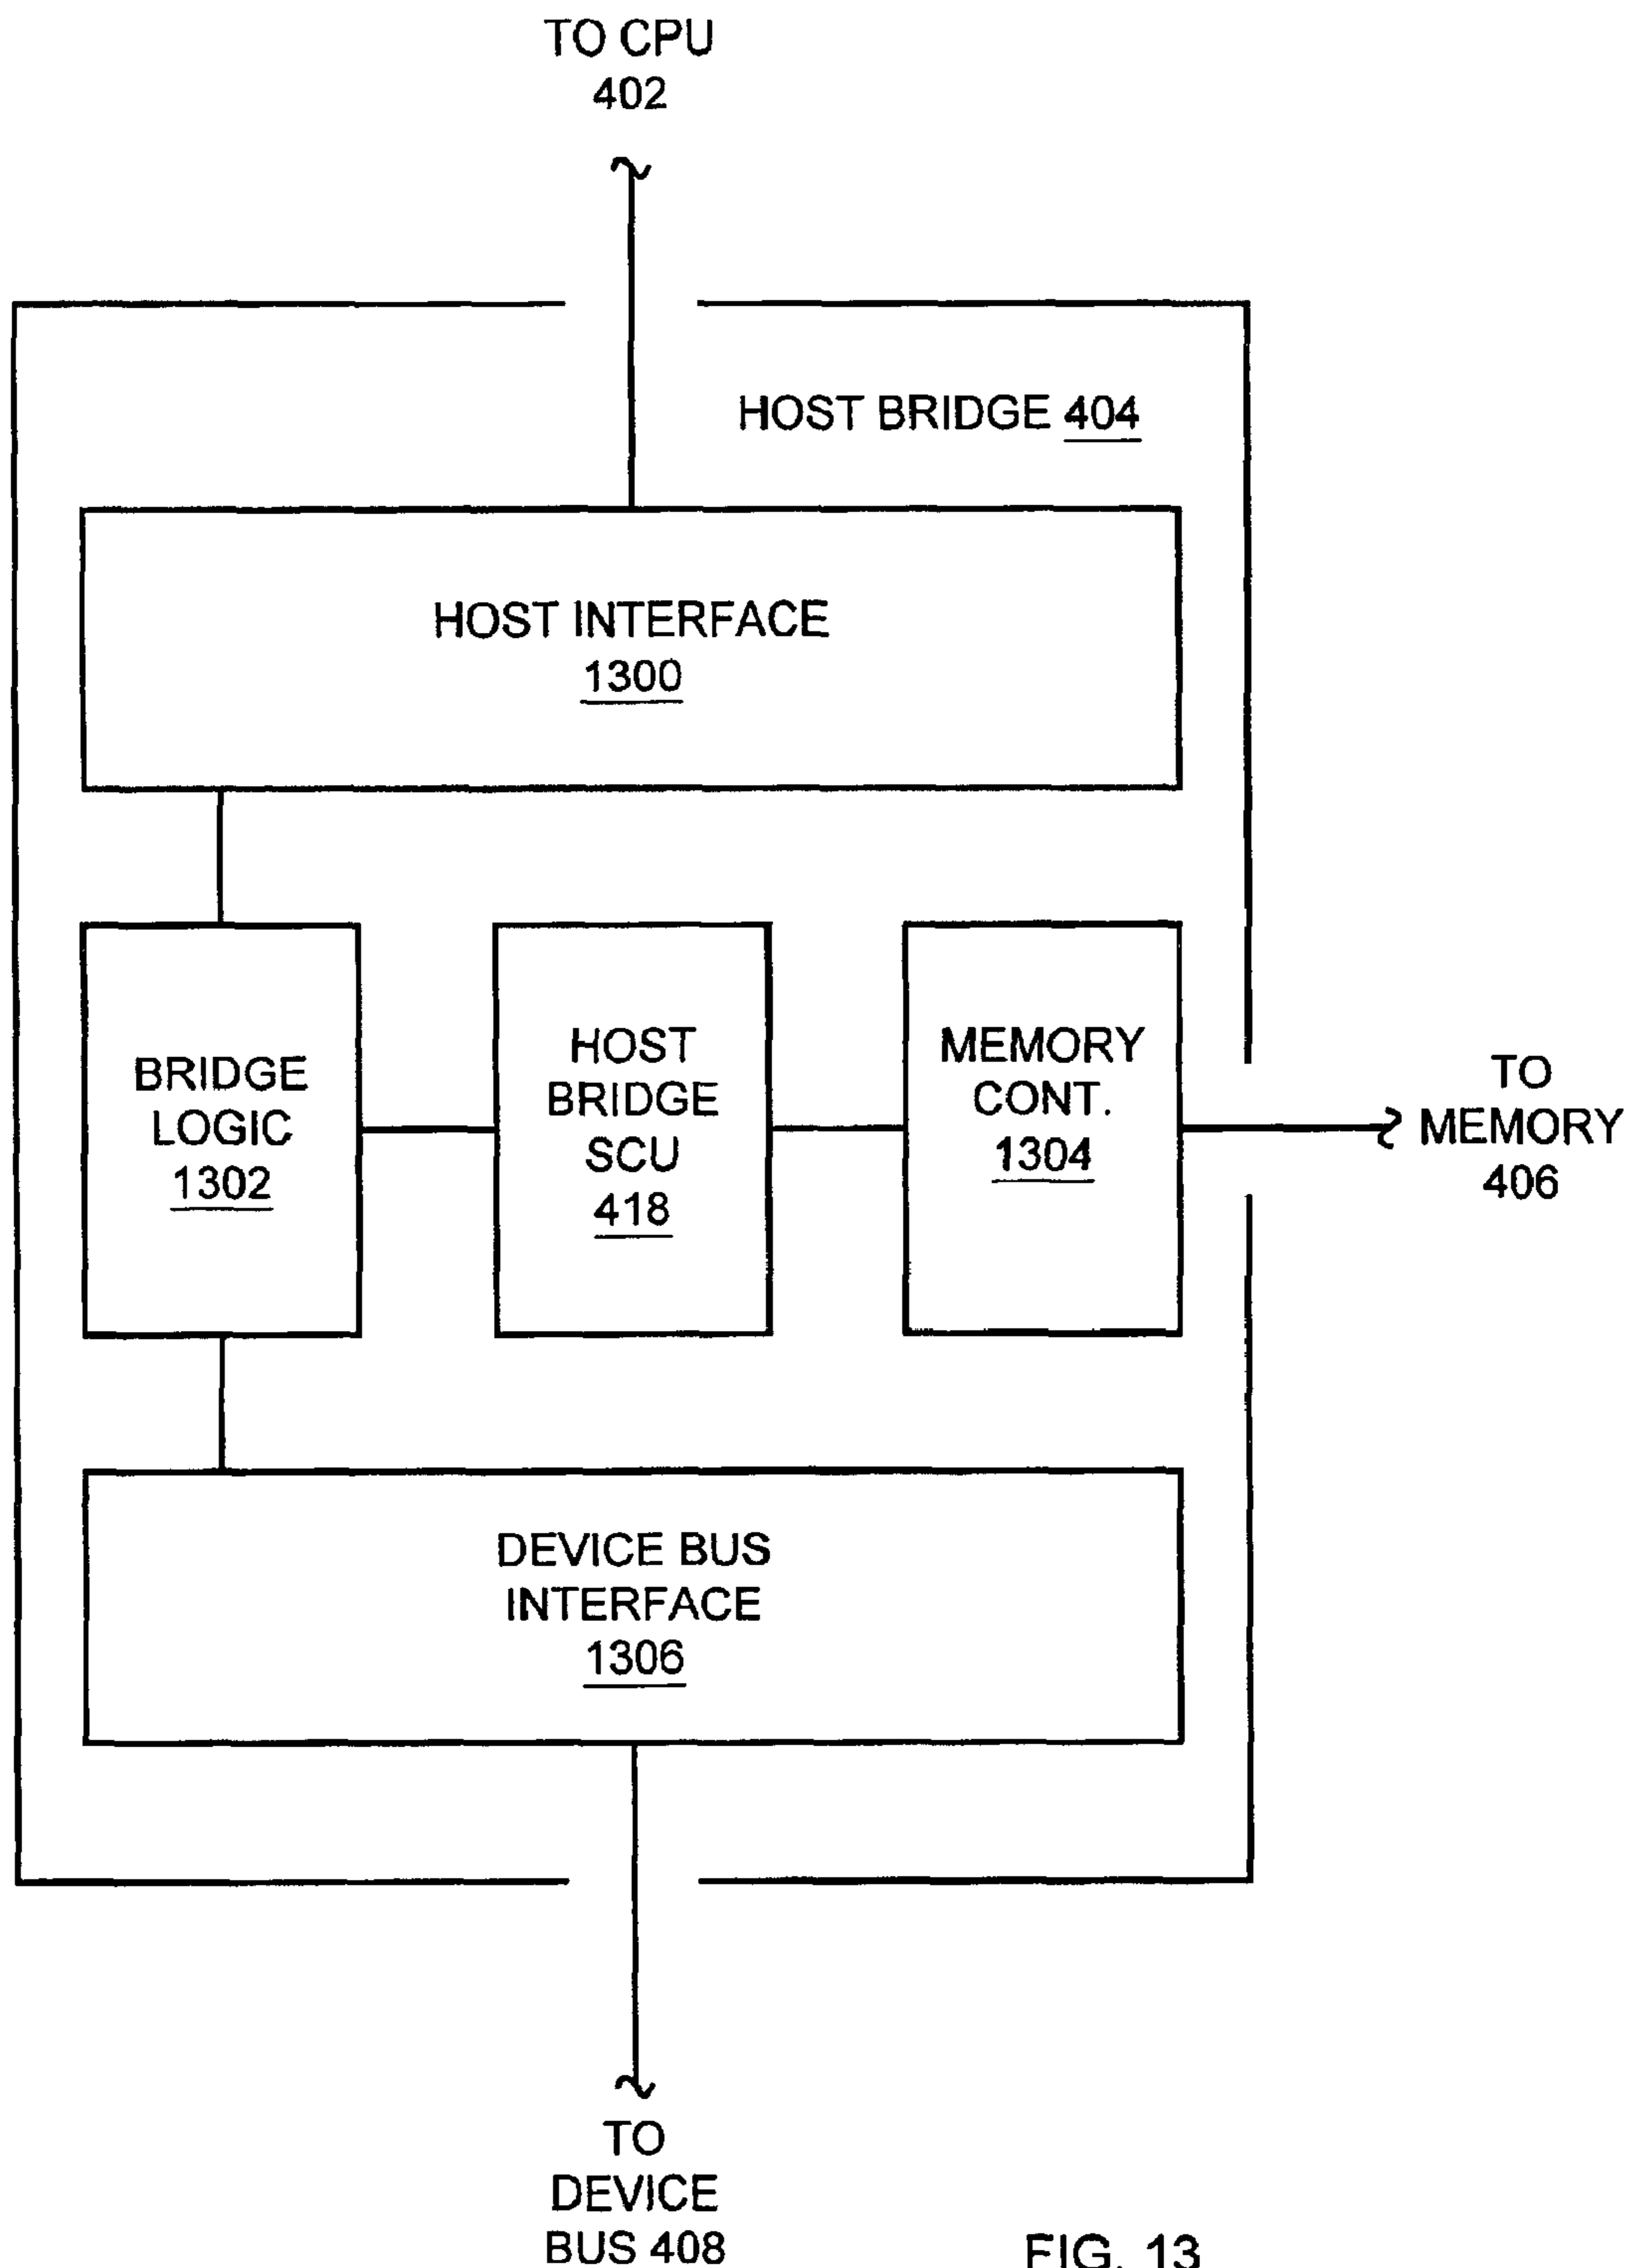 TO CPU
402
HOST BRIDGE 404
HOST INTERFACE
1300
BRIDGE
LOGIC
1302
HOST
BRIDGE
SCU
418
MEMORY
CONT.
1304
TO
MEMORY
406
DEVICE BUS
INTERFACE
1306
TO
DEVICE
BUS 408
FIG. 13